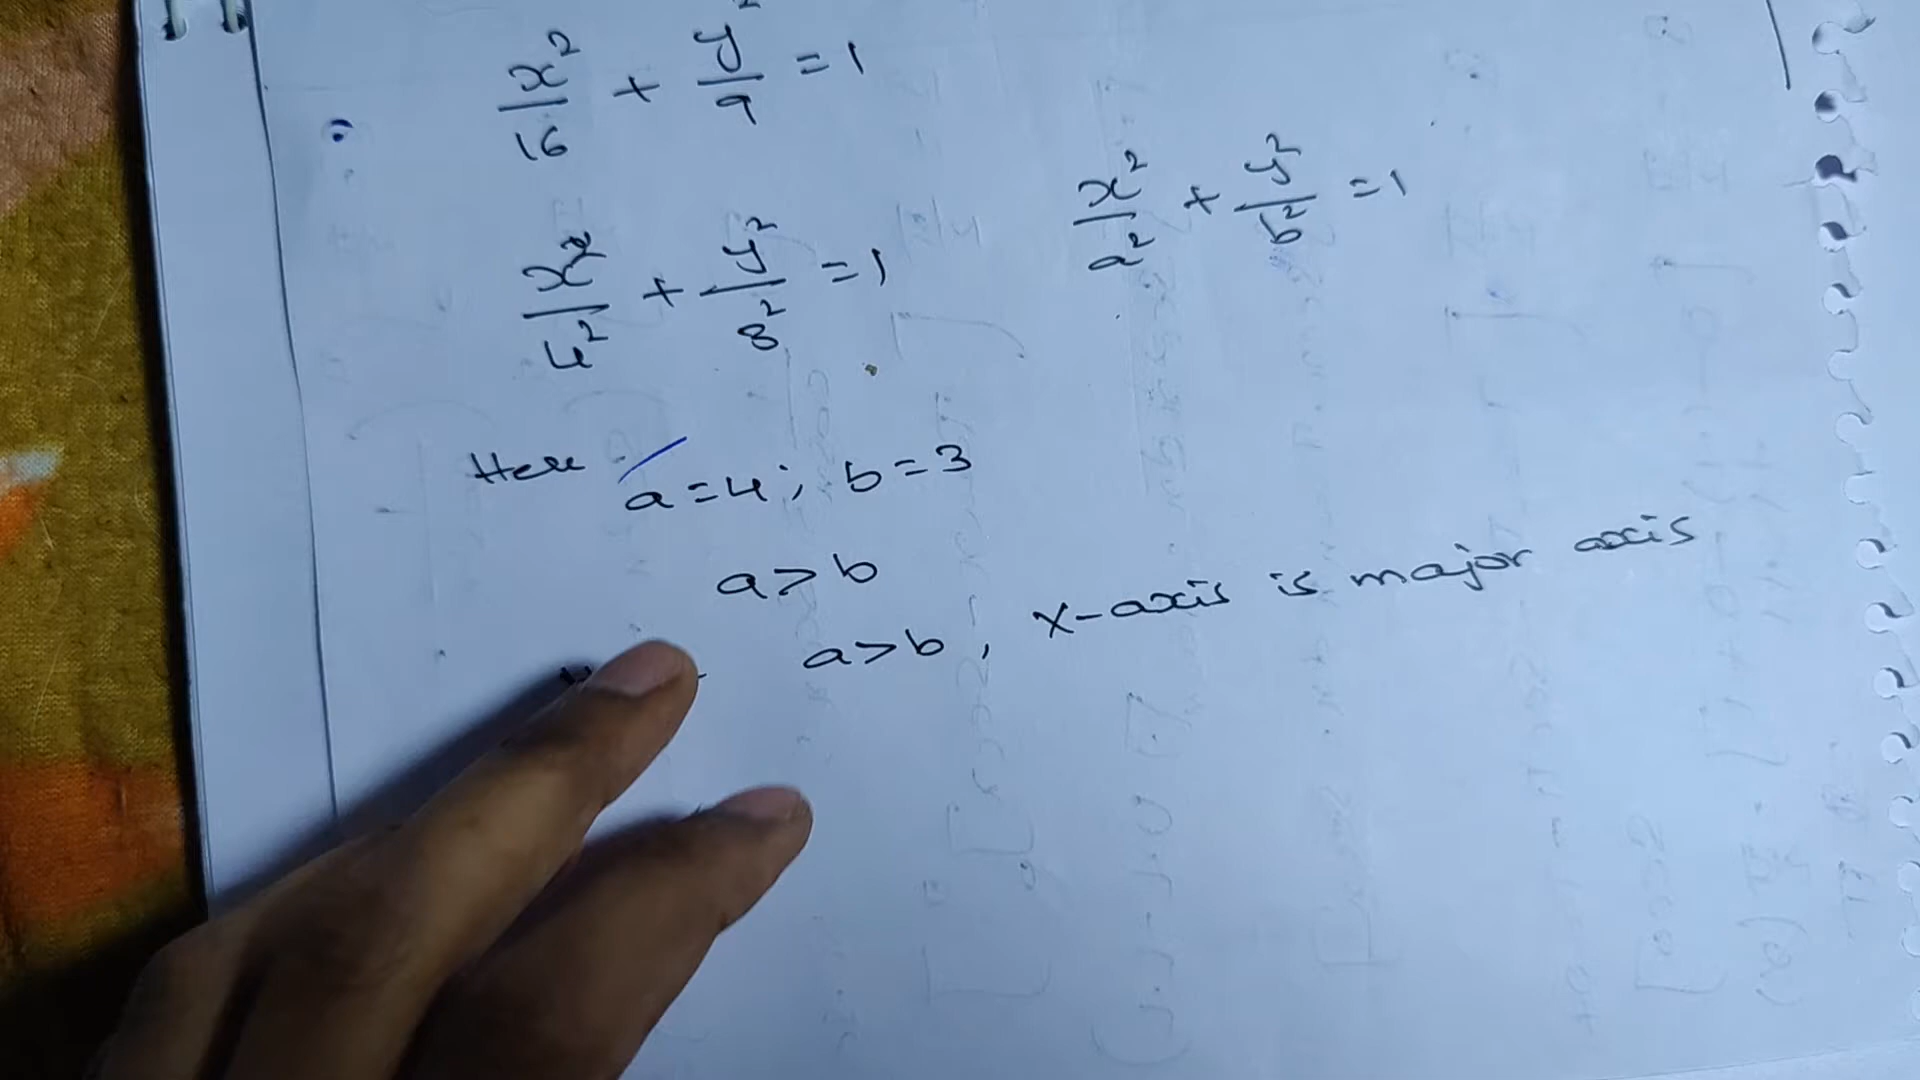 x²/16 + y²/9 = 1
x²/4² + y²/3² = 1
x²/a² + y²/b² = 1
Here a=4; b=3
a>b
a>b, x-axis is major axis